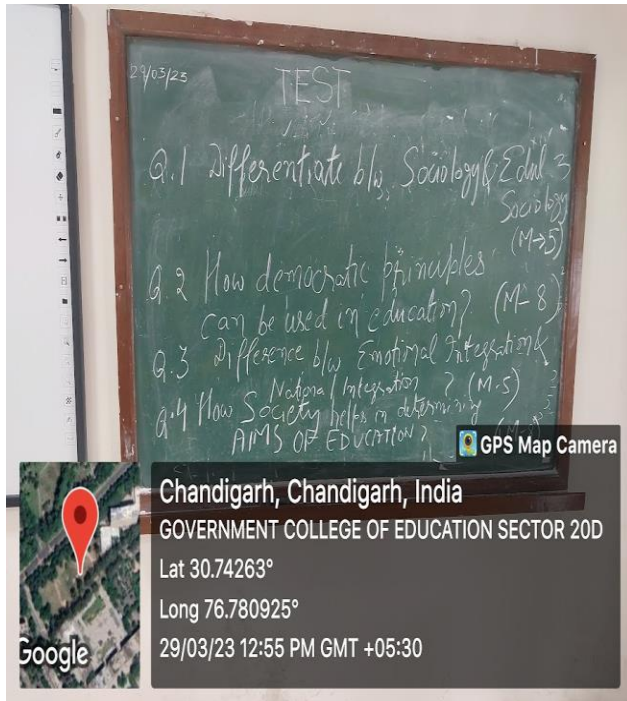 29/03/23
TEST
Q.1 Differentiate b/w Sociology & Edul 3
Sociology
(M→5)
Q.2 How democratic principles
can be used in education? (M-8)
Q.3 Difference b/w Emotional Integration &
National Integration ? (M-5)
Q.4 How Society helps in determining
AIMS OF EDUCATION?
GPS Map Camera
Chandigarh, Chandigarh, India
GOVERNMENT COLLEGE OF EDUCATION SECTOR 20D
Lat 30.74263°
Long 76.780925°
29/03/23 12:55 PM GMT +05:30
Google